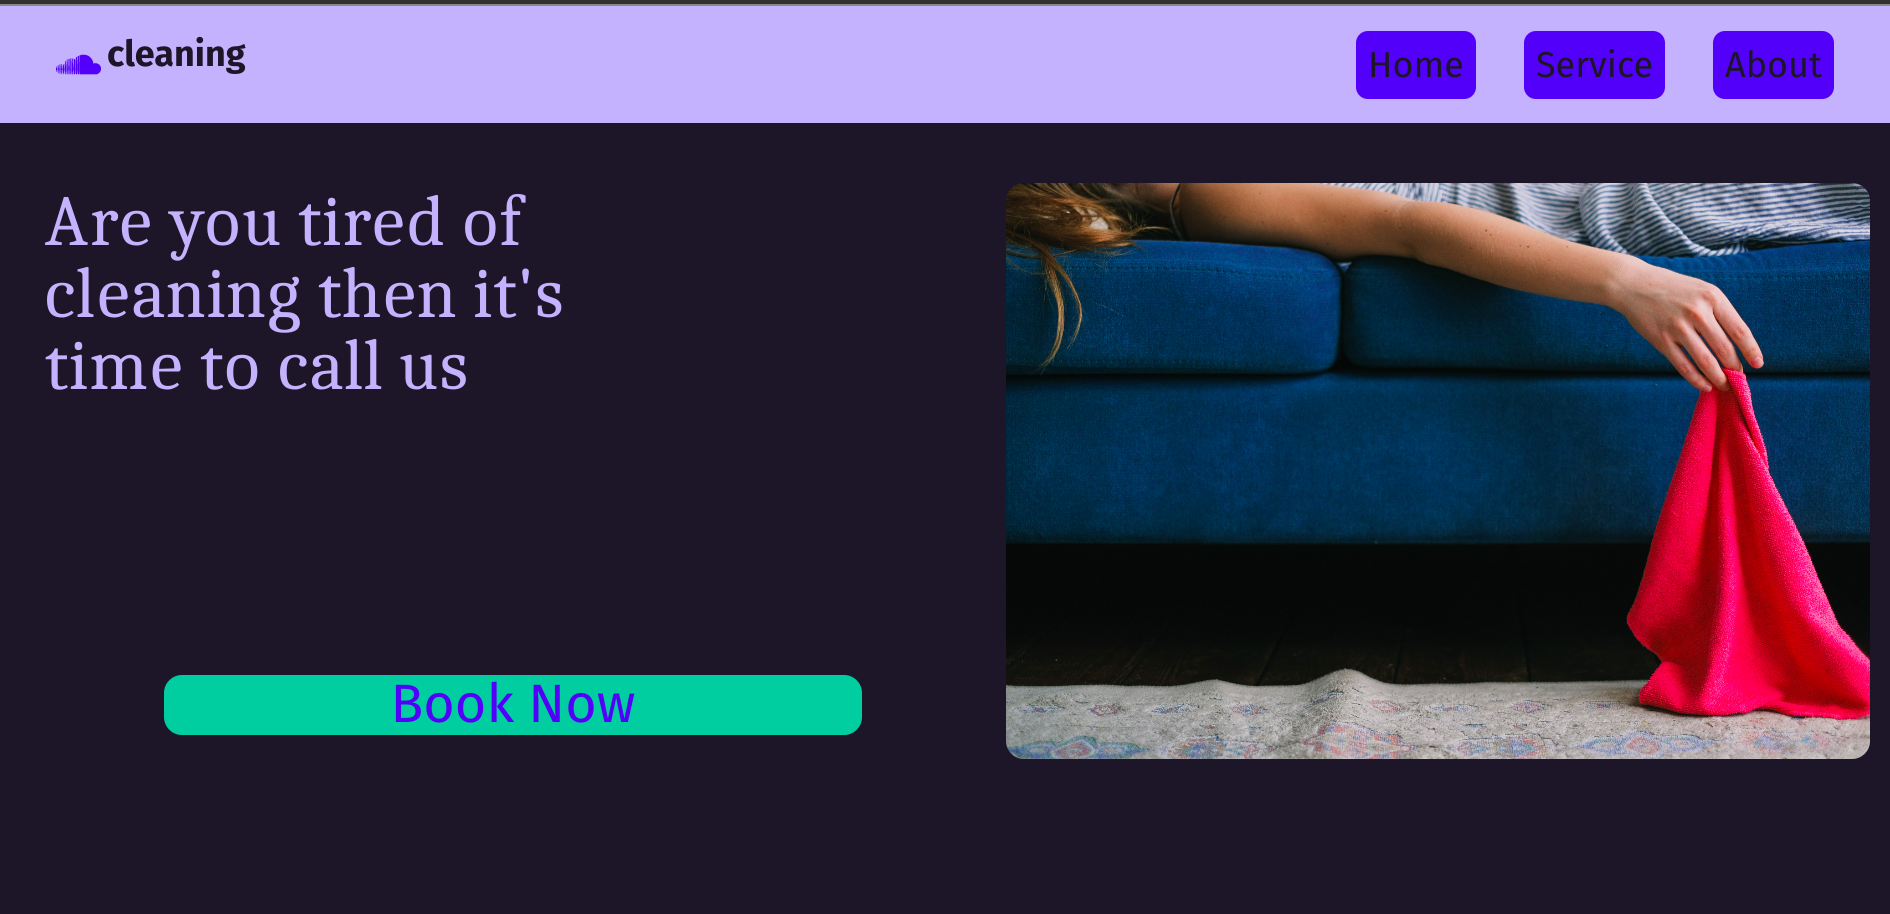 cleaning
Home
Service
About
Are you tired of
cleaning then it's
time to call us
Book Now